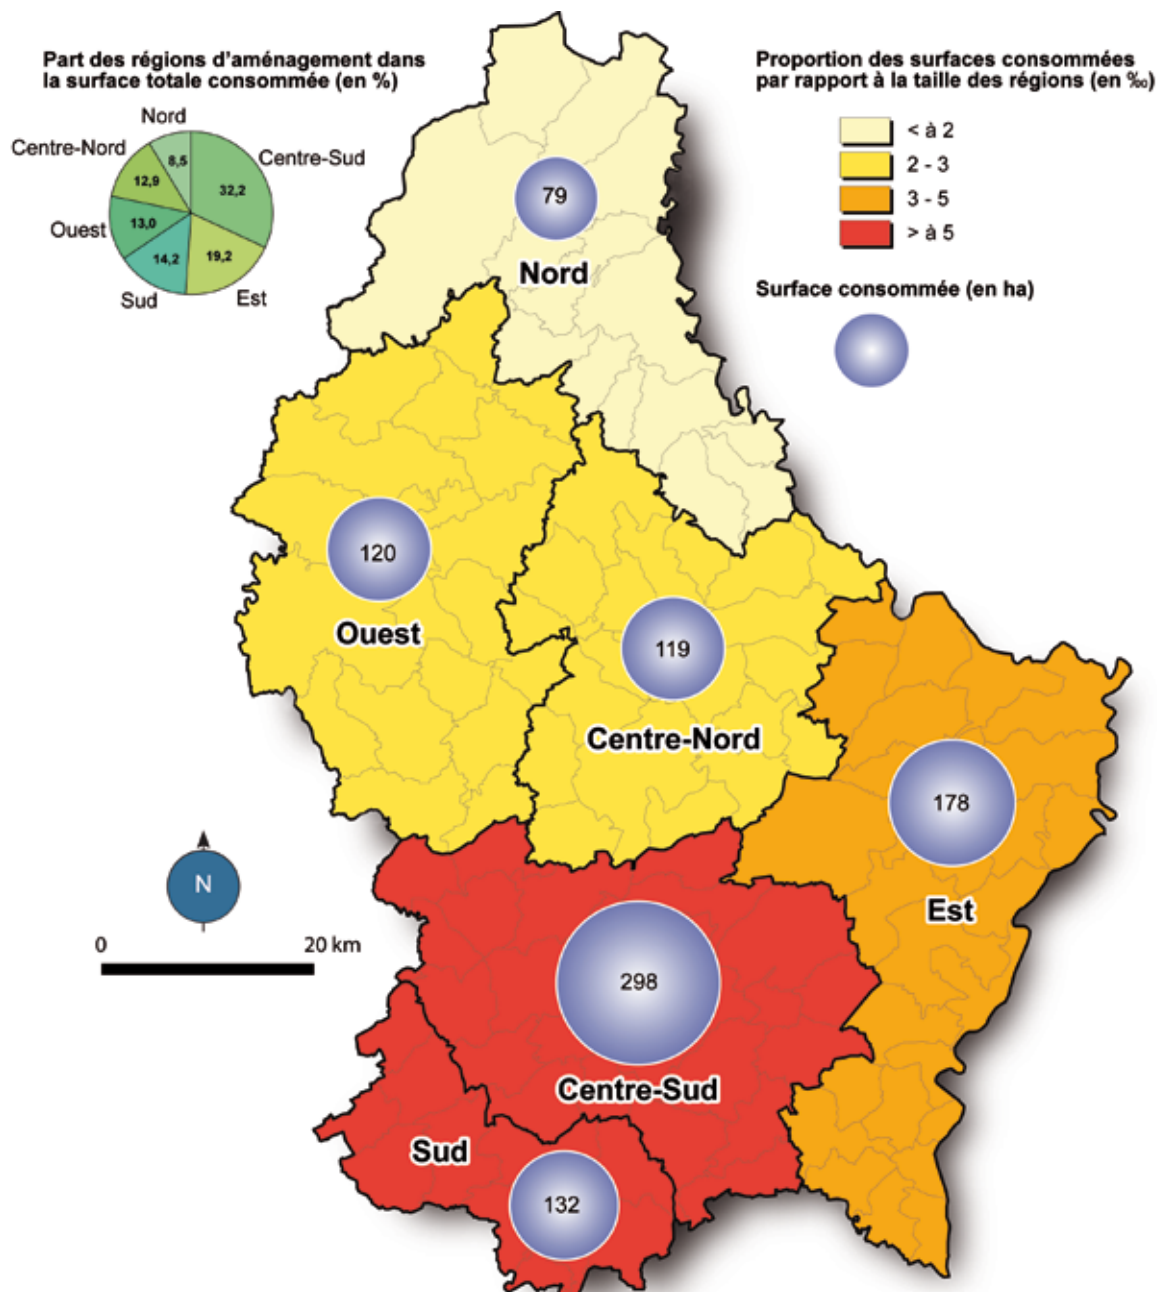 Part des régions d'aménagement dans
la surface totale consommée (en %)
Nord
Centre-Nord
Centre-Sud
Ouest
Sud
Est
8,5
12,9
32,2
13,0
14,2
19,2
Proportion des surfaces consommées
par rapport à la taille des régions (en ‰)
< à 2
2 - 3
3 - 5
> à 5
Surface consommée (en ha)
79
Nord
120
Ouest
119
Centre-Nord
178
Est
N
0 20 km
298
Centre-Sud
Sud
132